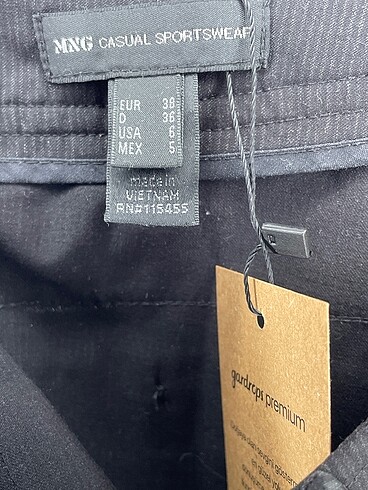 MNG CASUAL SPORTSWEAR
EUR 38
D 36
USA 6
MEX 5
made in
VIETNAM
RN#115455
gardrops premium